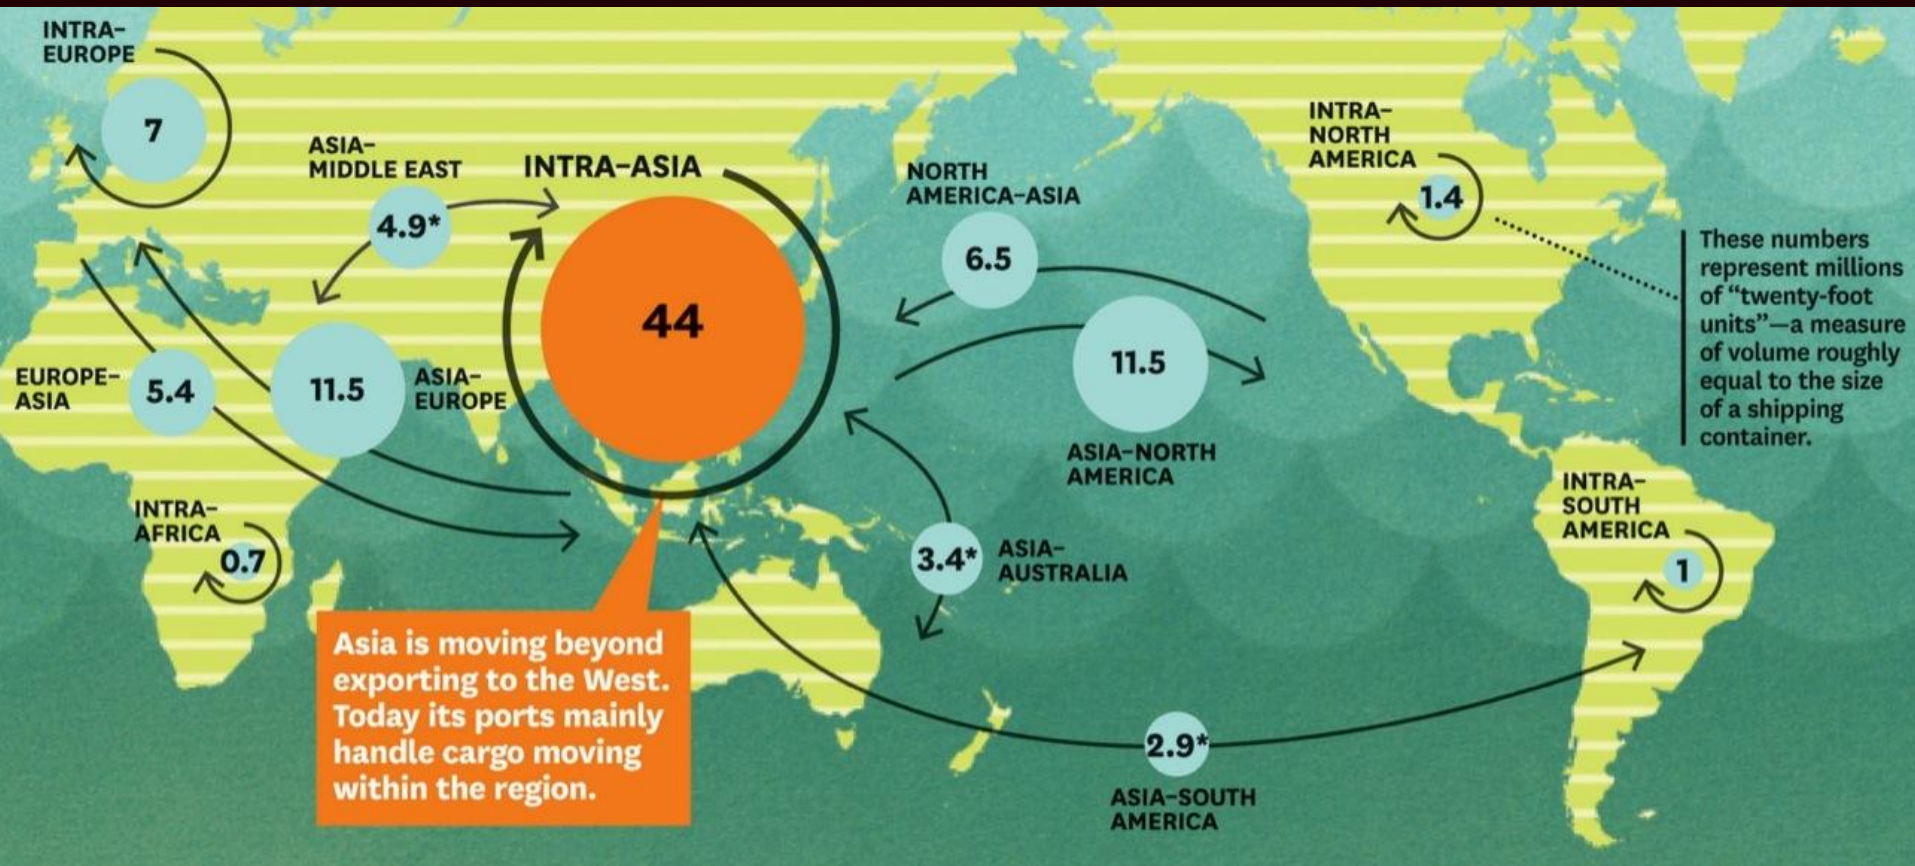 INTRA–
EUROPE
7
ASIA–
MIDDLE EAST
4.9*
INTRA–ASIA
44
NORTH
AMERICA–ASIA
6.5
INTRA–
NORTH
AMERICA
1.4
These numbers
represent millions
of “twenty-foot
units”—a measure
of volume roughly
equal to the size
of a shipping
container.
EUROPE–
ASIA
5.4
11.5
ASIA–
EUROPE
11.5
ASIA–NORTH
AMERICA
INTRA–
AFRICA
0.7
3.4*
ASIA–
AUSTRALIA
INTRA–
SOUTH
AMERICA
1
Asia is moving beyond
exporting to the West.
Today its ports mainly
handle cargo moving
within the region.
2.9*
ASIA–SOUTH
AMERICA